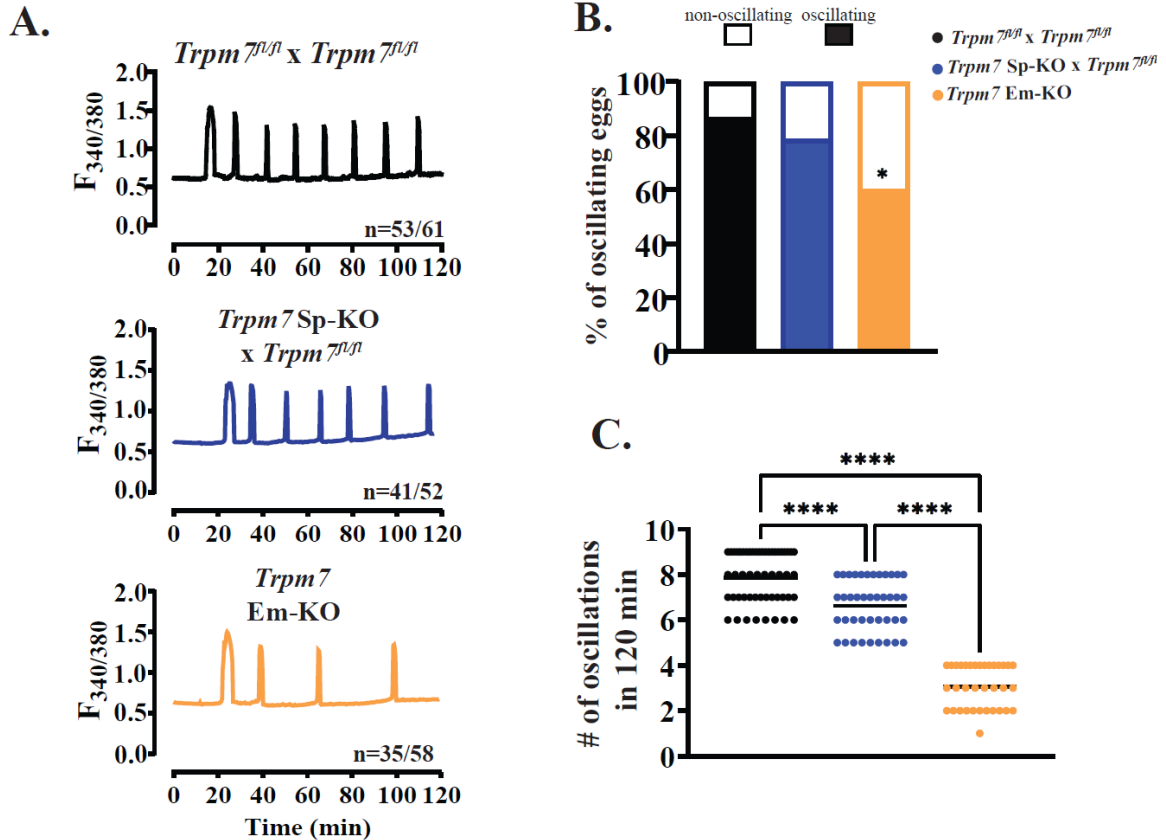 A.
Trpm7fl/fl x Trpm7fl/fl
2.0
1.5
1.0
0.5
0.0
F340/380
n=53/61
0 20 40 60 80 100 120
Trpm7 Sp-KO
x Trpm7fl/fl
2.0
1.5
1.0
0.5
0.0
F340/380
n=41/52
0 20 40 60 80 100 120
Trpm7
Em-KO
2.0
1.5
1.0
0.5
0.0
F340/380
n=35/58
0 20 40 60 80 100 120
Time (min)
B.
non-oscillating oscillating
Trpm7fl/fl x Trpm7fl/fl
Trpm7 Sp-KO x Trpm7fl/fl
Trpm7 Em-KO
100
80
60
40
20
0
% of oscillating eggs
*
C.
****
**** ****
10
8
6
4
2
0
# of oscillations
in 120 min